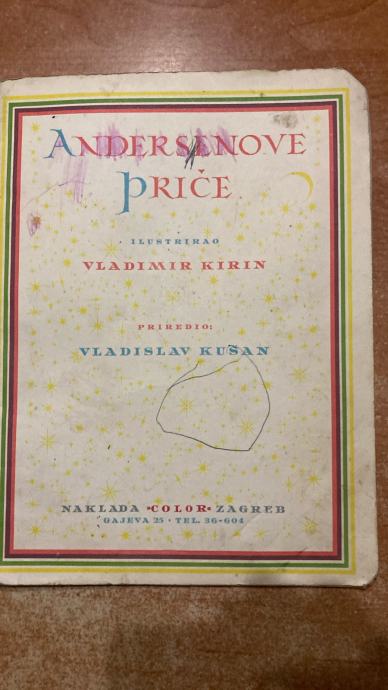 ANDERSENOVE
PRIČE
ILUSTRIRAO
VLADIMIR KIRIN
PRIREDIO:
VLADISLAV KUŠAN
NAKLADA »COLOR« ZAGREB
GAJEVA 25 · TEL. 36-604